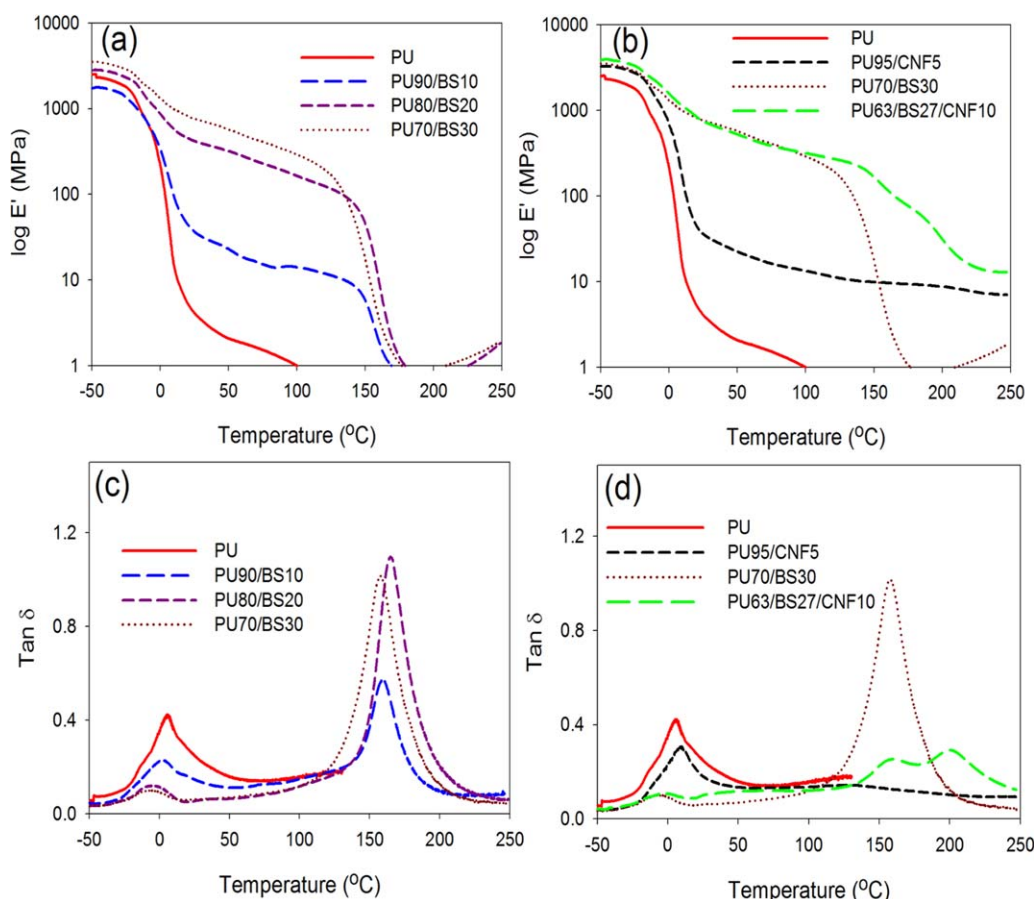 (a)
10000
1000
100
10
1
log E' (MPa)
PU
PU90/BS10
PU80/BS20
PU70/BS30
-50 0 50 100 150 200 250
Temperature (°C)
(b)
10000
1000
100
10
1
log E' (MPa)
PU
PU95/CNF5
PU70/BS30
PU63/BS27/CNF10
-50 0 50 100 150 200 250
Temperature (°C)
(c)
1.2
0.8
0.4
0.0
Tan δ
PU
PU90/BS10
PU80/BS20
PU70/BS30
-50 0 50 100 150 200 250
Temperature (°C)
(d)
1.2
0.8
0.4
0.0
Tan δ
PU
PU95/CNF5
PU70/BS30
PU63/BS27/CNF10
-50 0 50 100 150 200 250
Temperature (°C)